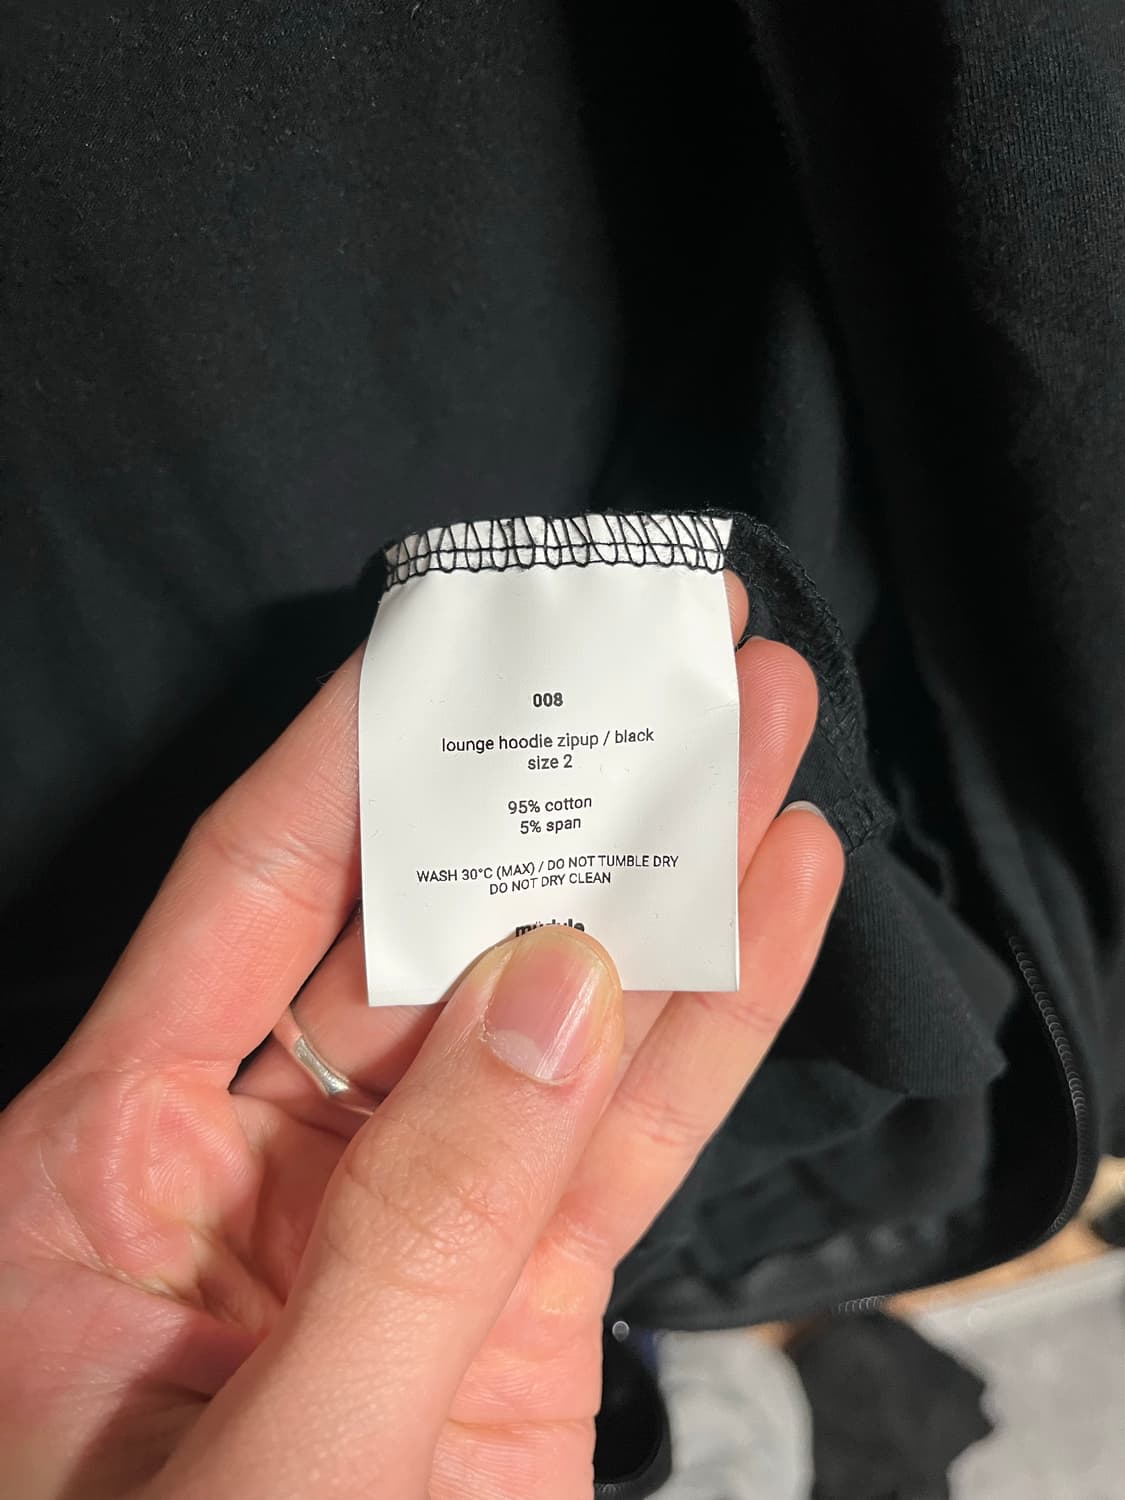 008
lounge hoodie zipup / black
size 2
95% cotton
5% span
WASH 30°C (MAX) / DO NOT TUMBLE DRY
DO NOT DRY CLEAN